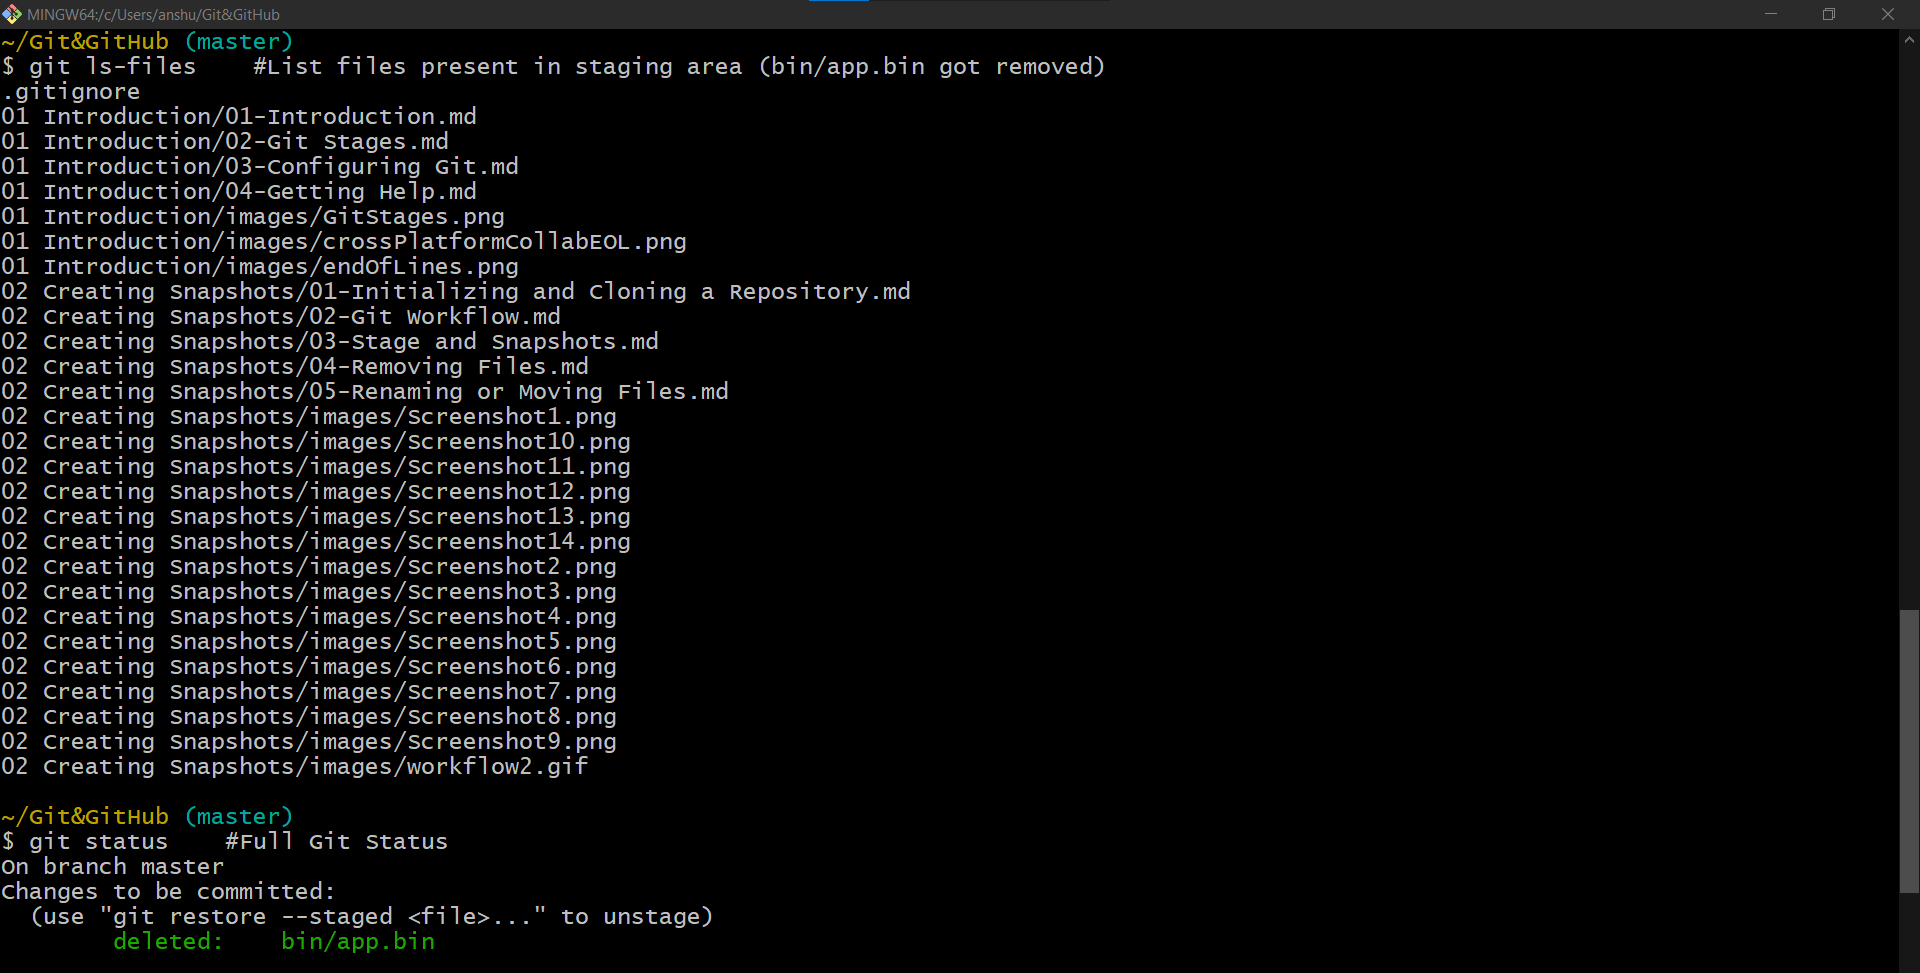 MINGW64:/c/Users/anshu/Git&GitHub
~/Git&GitHub (master)
$ git ls-files    #List files present in staging area (bin/app.bin got removed)
.gitignore
01 Introduction/01-Introduction.md
01 Introduction/02-Git Stages.md
01 Introduction/03-Configuring Git.md
01 Introduction/04-Getting Help.md
01 Introduction/images/GitStages.png
01 Introduction/images/crossPlatformCollabEOL.png
01 Introduction/images/endOfLines.png
02 Creating Snapshots/01-Initializing and Cloning a Repository.md
02 Creating Snapshots/02-Git Workflow.md
02 Creating Snapshots/03-Stage and Snapshots.md
02 Creating Snapshots/04-Removing Files.md
02 Creating Snapshots/05-Renaming or Moving Files.md
02 Creating Snapshots/images/Screenshot1.png
02 Creating Snapshots/images/Screenshot10.png
02 Creating Snapshots/images/Screenshot11.png
02 Creating Snapshots/images/Screenshot12.png
02 Creating Snapshots/images/Screenshot13.png
02 Creating Snapshots/images/Screenshot14.png
02 Creating Snapshots/images/Screenshot2.png
02 Creating Snapshots/images/Screenshot3.png
02 Creating Snapshots/images/Screenshot4.png
02 Creating Snapshots/images/Screenshot5.png
02 Creating Snapshots/images/Screenshot6.png
02 Creating Snapshots/images/Screenshot7.png
02 Creating Snapshots/images/Screenshot8.png
02 Creating Snapshots/images/Screenshot9.png
02 Creating Snapshots/images/workflow2.gif
~/Git&GitHub (master)
$ git status    #Full Git Status
On branch master
Changes to be committed:
  (use "git restore --staged <file>..." to unstage)
        deleted:    bin/app.bin